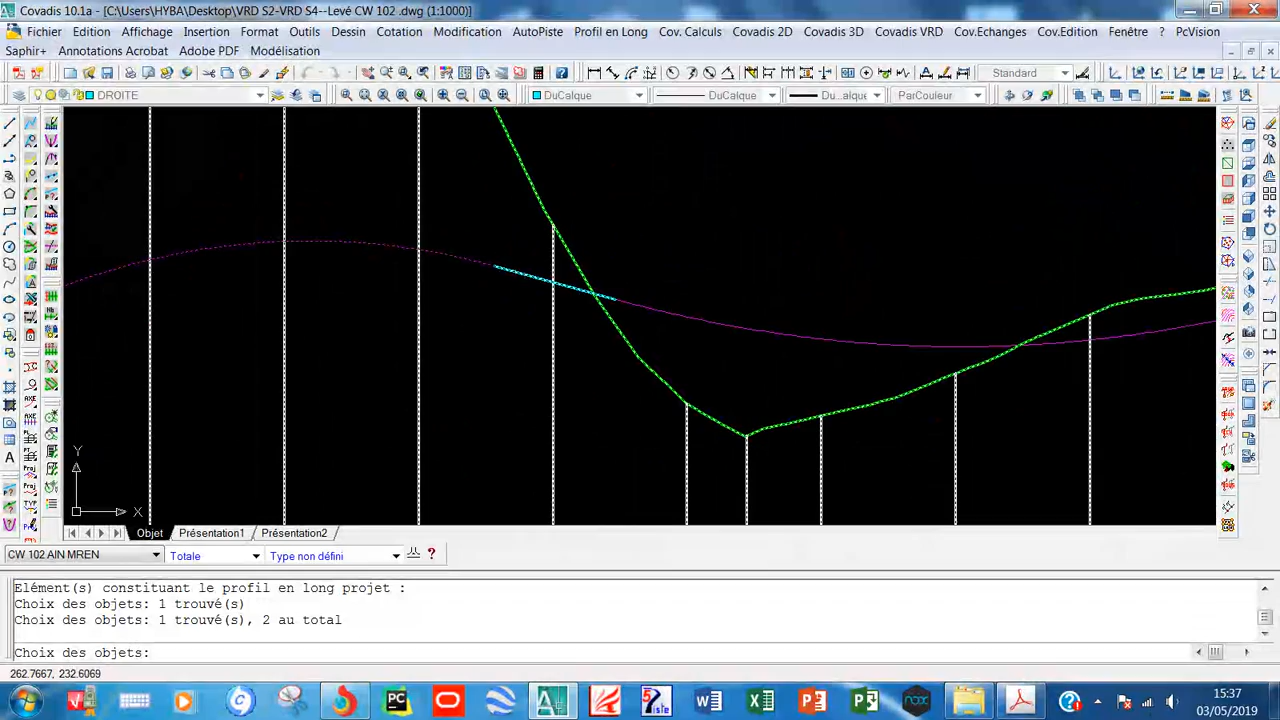 Covadis 10.1a - [C:\Users\HYBA\Desktop\VRD S2-VRD S4--Levé CW 102 .dwg (1:1000)]
Fichier Edition Affichage Insertion Format Outils Dessin Cotation Modification AutoPiste Profil en Long Cov. Calculs Covadis 2D Covadis 3D Covadis VRD Cov.Echanges Cov.Edition Fenêtre ? PcVision
Saphir+ Annotations Acrobat Adobe PDF Modélisation
Standard
DROITE DuCalque DuCalque Du...alque ParCouleur
Y
X
Objet Présentation1 Présentation2
CW 102 AIN MREN Totale Type non défini ?
Elément(s) constituant le profil en long projet :
Choix des objets: 1 trouvé(s)
Choix des objets: 1 trouvé(s), 2 au total
Choix des objets:
262.7667, 232.6069
15:37
03/05/2019